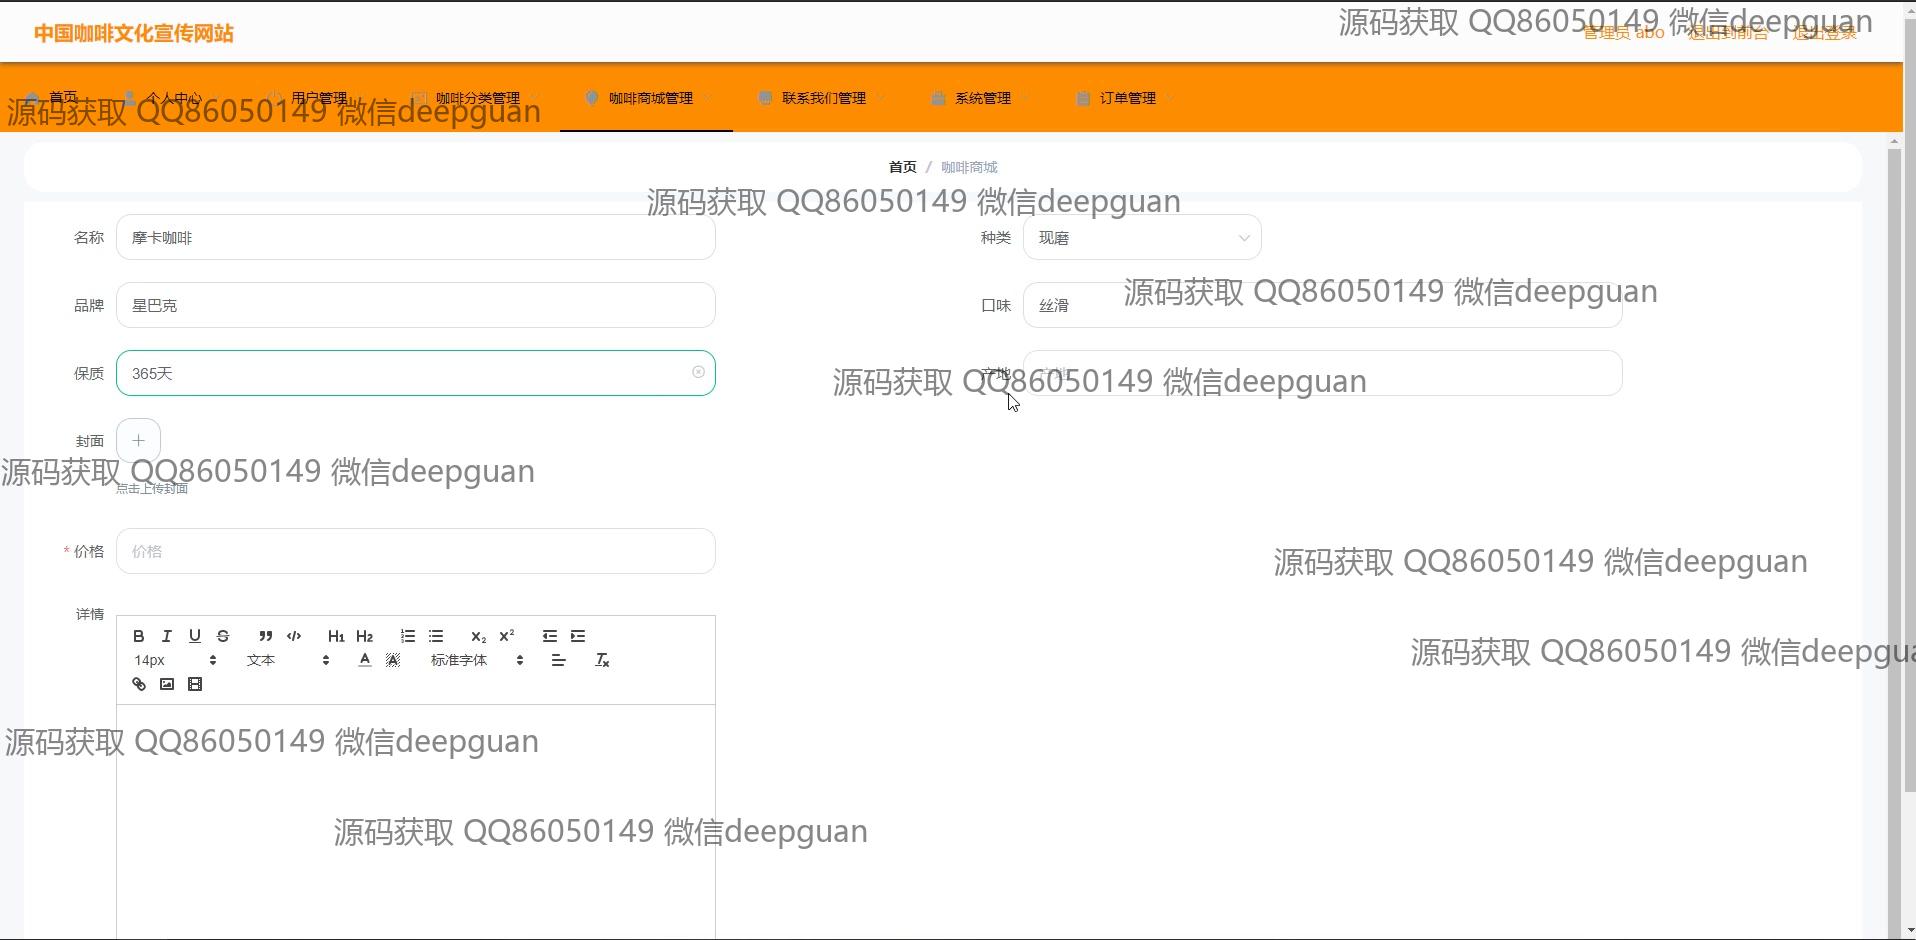 中国咖啡文化宣传网站
管理员 abo 退出到前台 退出登录
源码获取 QQ86050149 微信deepguan
首页 个人中心 用户管理 咖啡分类管理 咖啡商城管理 联系我们管理 系统管理 订单管理
源码获取 QQ86050149 微信deepguan
首页 / 咖啡商城
源码获取 QQ86050149 微信deepguan
名称 摩卡咖啡 种类 现磨
源码获取 QQ86050149 微信deepguan
品牌 星巴克 口味 丝滑
保质 365天 产地 产地
源码获取 QQ86050149 微信deepguan
封面 +
源码获取 QQ86050149 微信deepguan
点击上传封面
* 价格 价格
源码获取 QQ86050149 微信deepguan
详情
B I U S H1 H2 X2 X2
源码获取 QQ86050149 微信deepgua
14px 文本 A A 标准字体 Tx
源码获取 QQ86050149 微信deepguan
源码获取 QQ86050149 微信deepguan